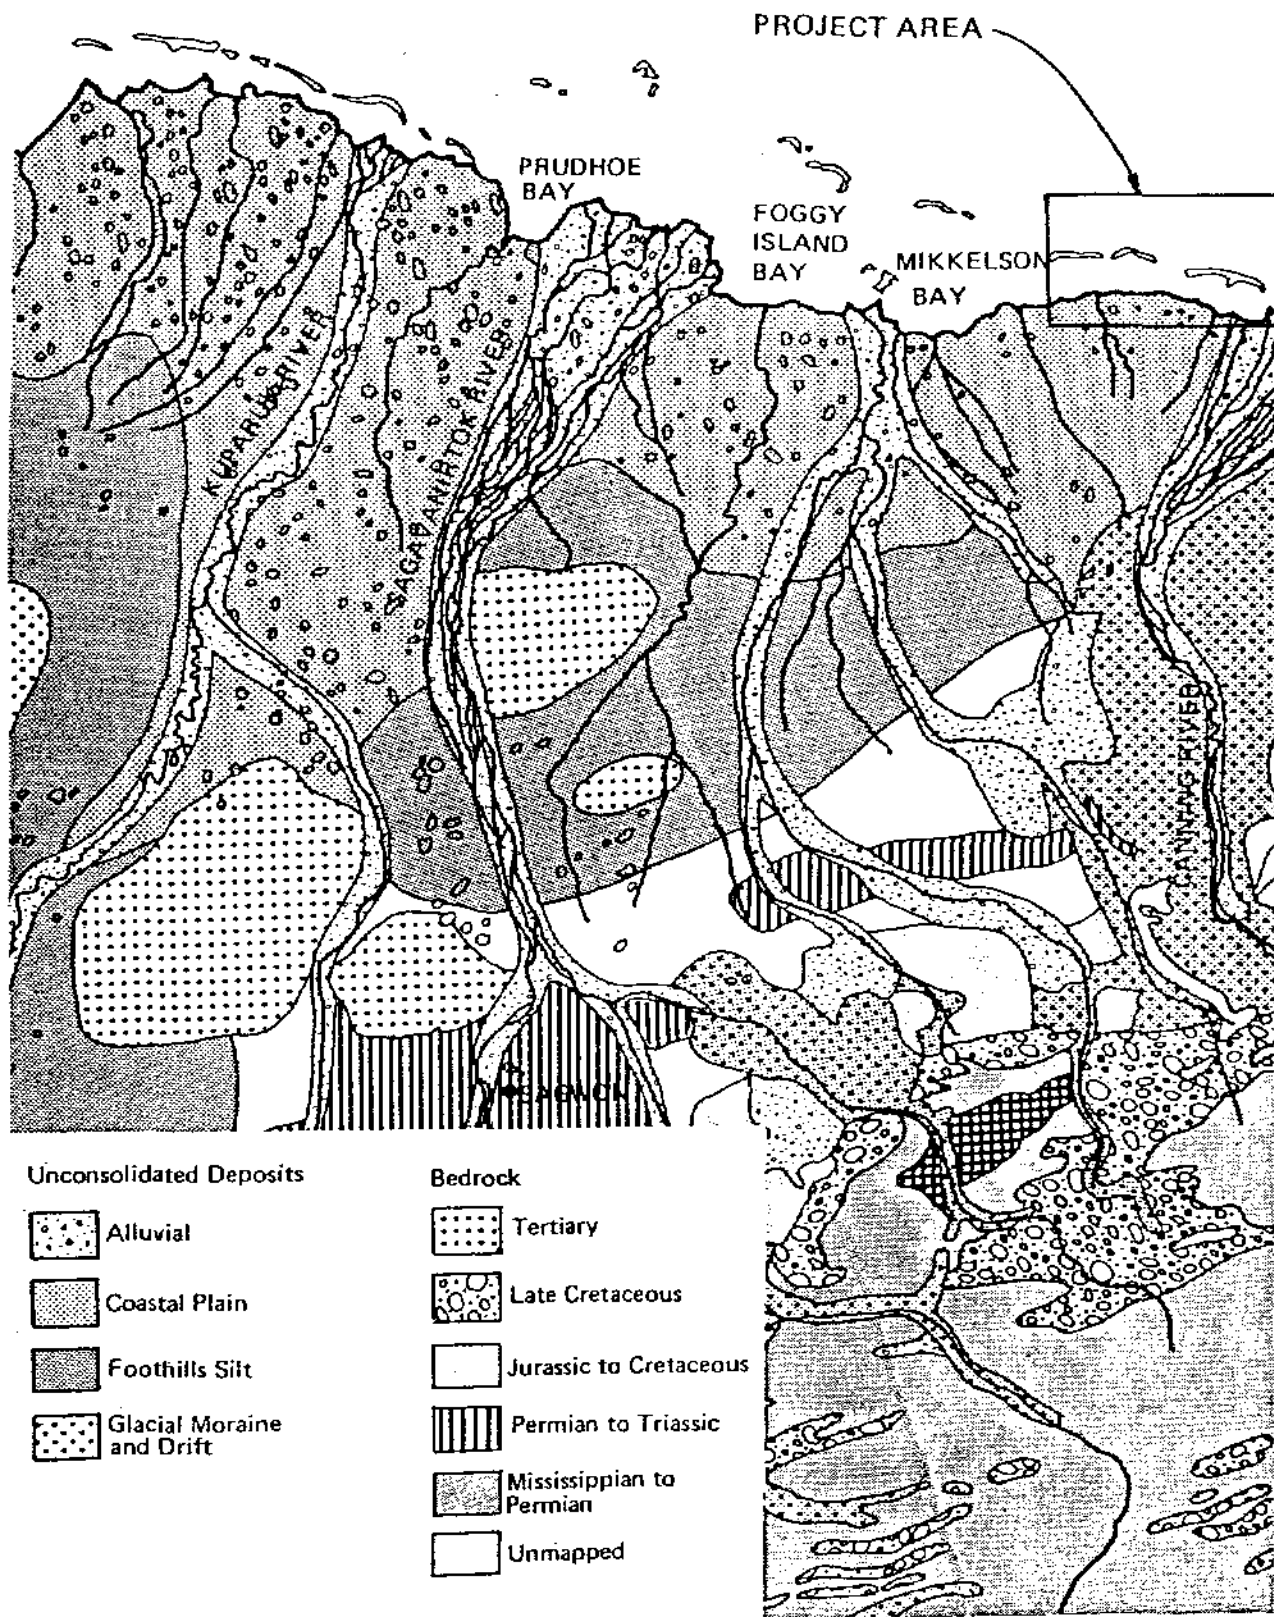 PROJECT AREA
PRUDHOE
BAY
FOGGY
ISLAND
BAY
MIKKELSON
BAY
KUPARUK RIVER
SAGAVANIRTOK RIVER
CANNING RIVER
Unconsolidated Deposits
Alluvial
Coastal Plain
Foothills Silt
Glacial Moraine
and Drift
Bedrock
Tertiary
Late Cretaceous
Jurassic to Cretaceous
Permian to Triassic
Mississippian to
Permian
Unmapped